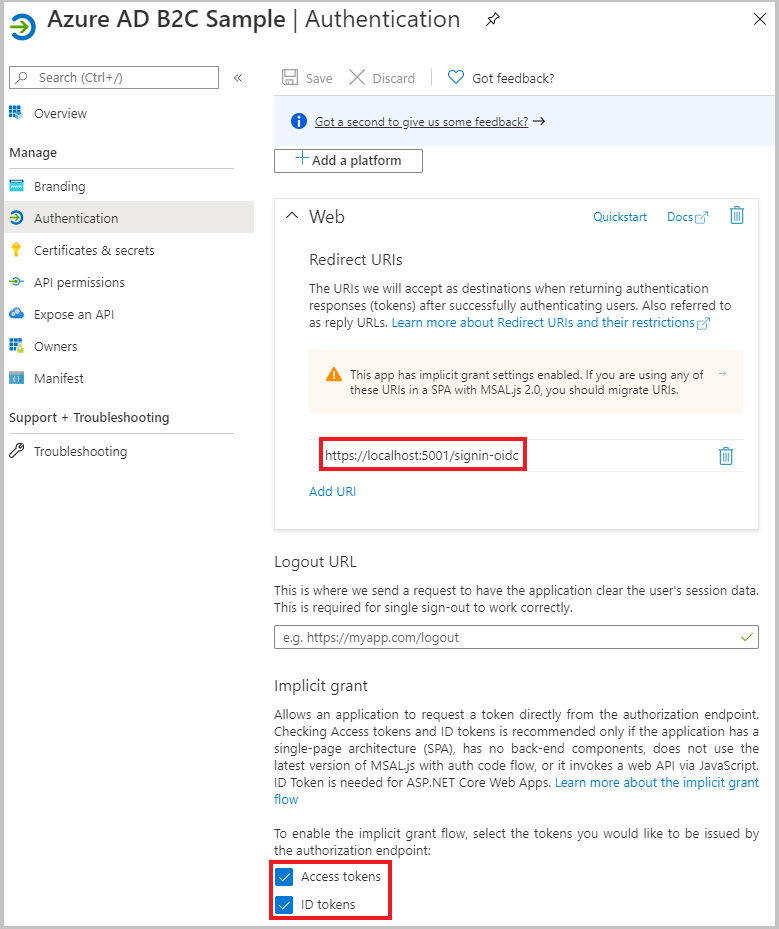 Azure AD B2C Sample | Authentication
Search (Ctrl+/)
«
Overview
Manage
Branding
Authentication
Certificates & secrets
API permissions
Expose an API
Owners
Manifest
Support + Troubleshooting
Troubleshooting
Save
Discard
Got feedback?
Got a second to give us some feedback?
Add a platform
Web
Quickstart
Docs
Redirect URIs
The URIs we will accept as destinations when returning authentication
responses (tokens) after successfully authenticating users. Also referred to
as reply URLs. Learn more about Redirect URIs and their restrictions
This app has implicit grant settings enabled. If you are using any of
these URIs in a SPA with MSAL.js 2.0, you should migrate URIs.
https://localhost:5001/signin-oidc
Add URI
Logout URL
This is where we send a request to have the application clear the user's session data.
This is required for single sign-out to work correctly.
e.g. https://myapp.com/logout
Implicit grant
Allows an application to request a token directly from the authorization endpoint.
Checking Access tokens and ID tokens is recommended only if the application has a
single-page architecture (SPA), has no back-end components, does not use the
latest version of MSAL.js with auth code flow, or it invokes a web API via JavaScript.
ID Token is needed for ASP.NET Core Web Apps. Learn more about the implicit grant
flow
To enable the implicit grant flow, select the tokens you would like to be issued by
the authorization endpoint:
Access tokens
ID tokens